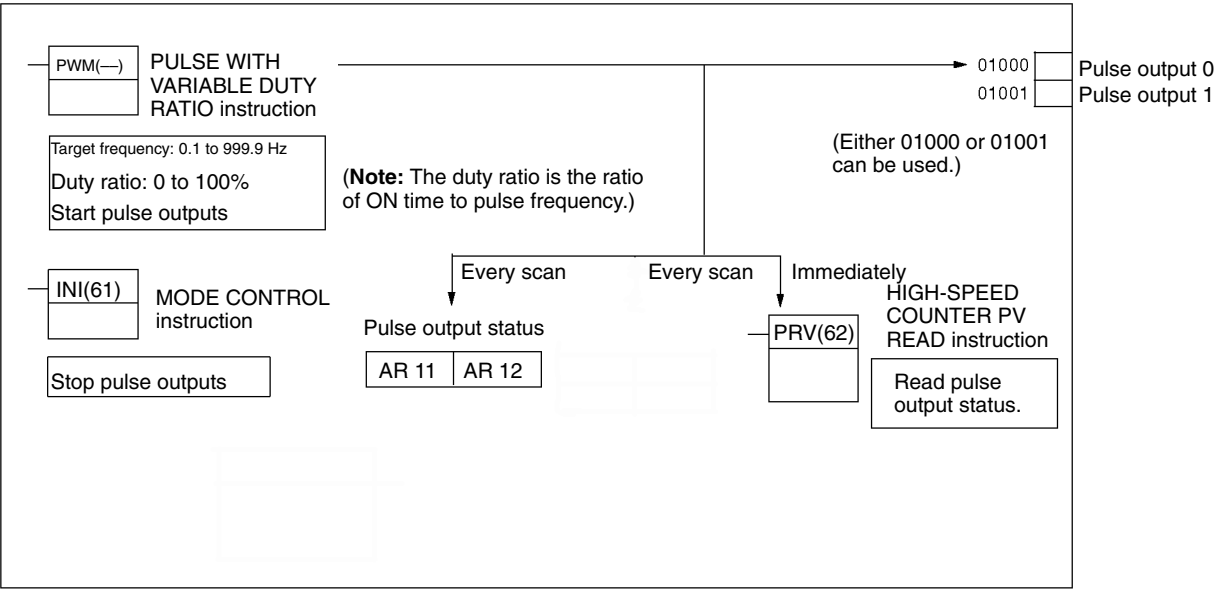 PWM(––)
PULSE WITH
VARIABLE DUTY
RATIO instruction
01000
Pulse output 0
01001
Pulse output 1
(Either 01000 or 01001
can be used.)
Target frequency: 0.1 to 999.9 Hz
Duty ratio: 0 to 100%
Start pulse outputs
(Note: The duty ratio is the ratio
of ON time to pulse frequency.)
INI(61)
MODE CONTROL
instruction
Stop pulse outputs
Every scan
Every scan
Immediately
Pulse output status
AR 11
AR 12
PRV(62)
HIGH-SPEED
COUNTER PV
READ instruction
Read pulse
output status.